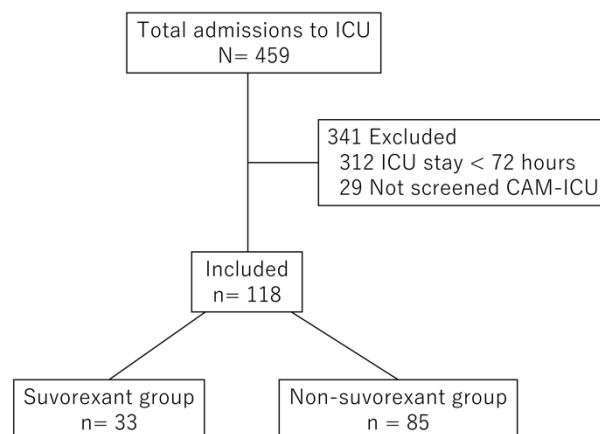 Total admissions to ICU
N= 459
341 Excluded
312 ICU stay < 72 hours
29 Not screened CAM-ICU
Included
n= 118
Suvorexant group
n= 33
Non-suvorexant group
n = 85